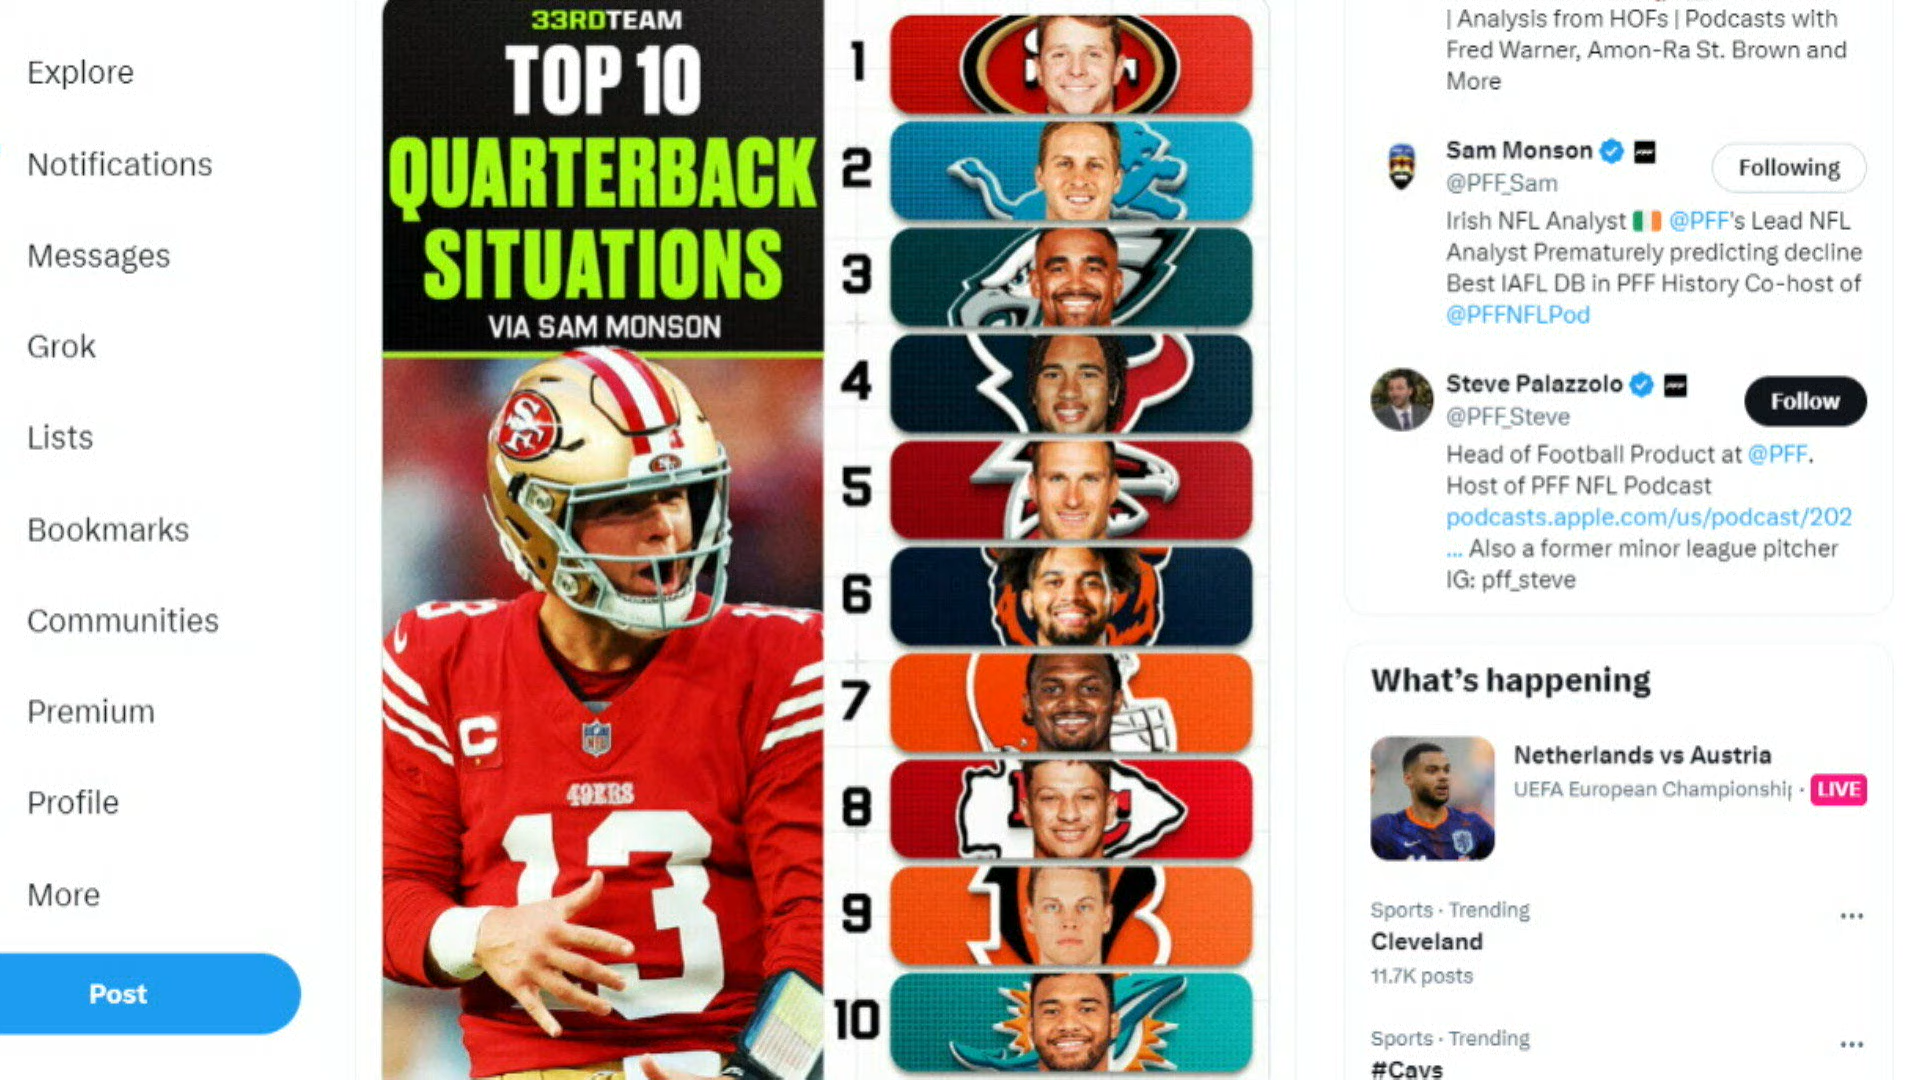 Explore
Notifications
Messages
Grok
Lists
Bookmarks
Communities
Premium
Profile
More
Post
33RDTEAM
TOP 10
QUARTERBACK
SITUATIONS
VIA SAM MONSON
C
NFL
49ERS
13
1
2
3
4
5
6
7
8
9
10
| Analysis from HOFs | Podcasts with
Fred Warner, Amon-Ra St. Brown and
More
Sam Monson
@PFF_Sam
Following
Irish NFL Analyst @PFF's Lead NFL
Analyst Prematurely predicting decline
Best IAFL DB in PFF History Co-host of
@PFFNFLPod
Steve Palazzolo
@PFF_Steve
Follow
Head of Football Product at @PFF.
Host of PFF NFL Podcast
podcasts.apple.com/us/podcast/202
... Also a former minor league pitcher
IG: pff_steve
What's happening
Netherlands vs Austria
UEFA European Championshi · LIVE
Sports · Trending
Cleveland
11.7K posts
Sports · Trending
#Cavs